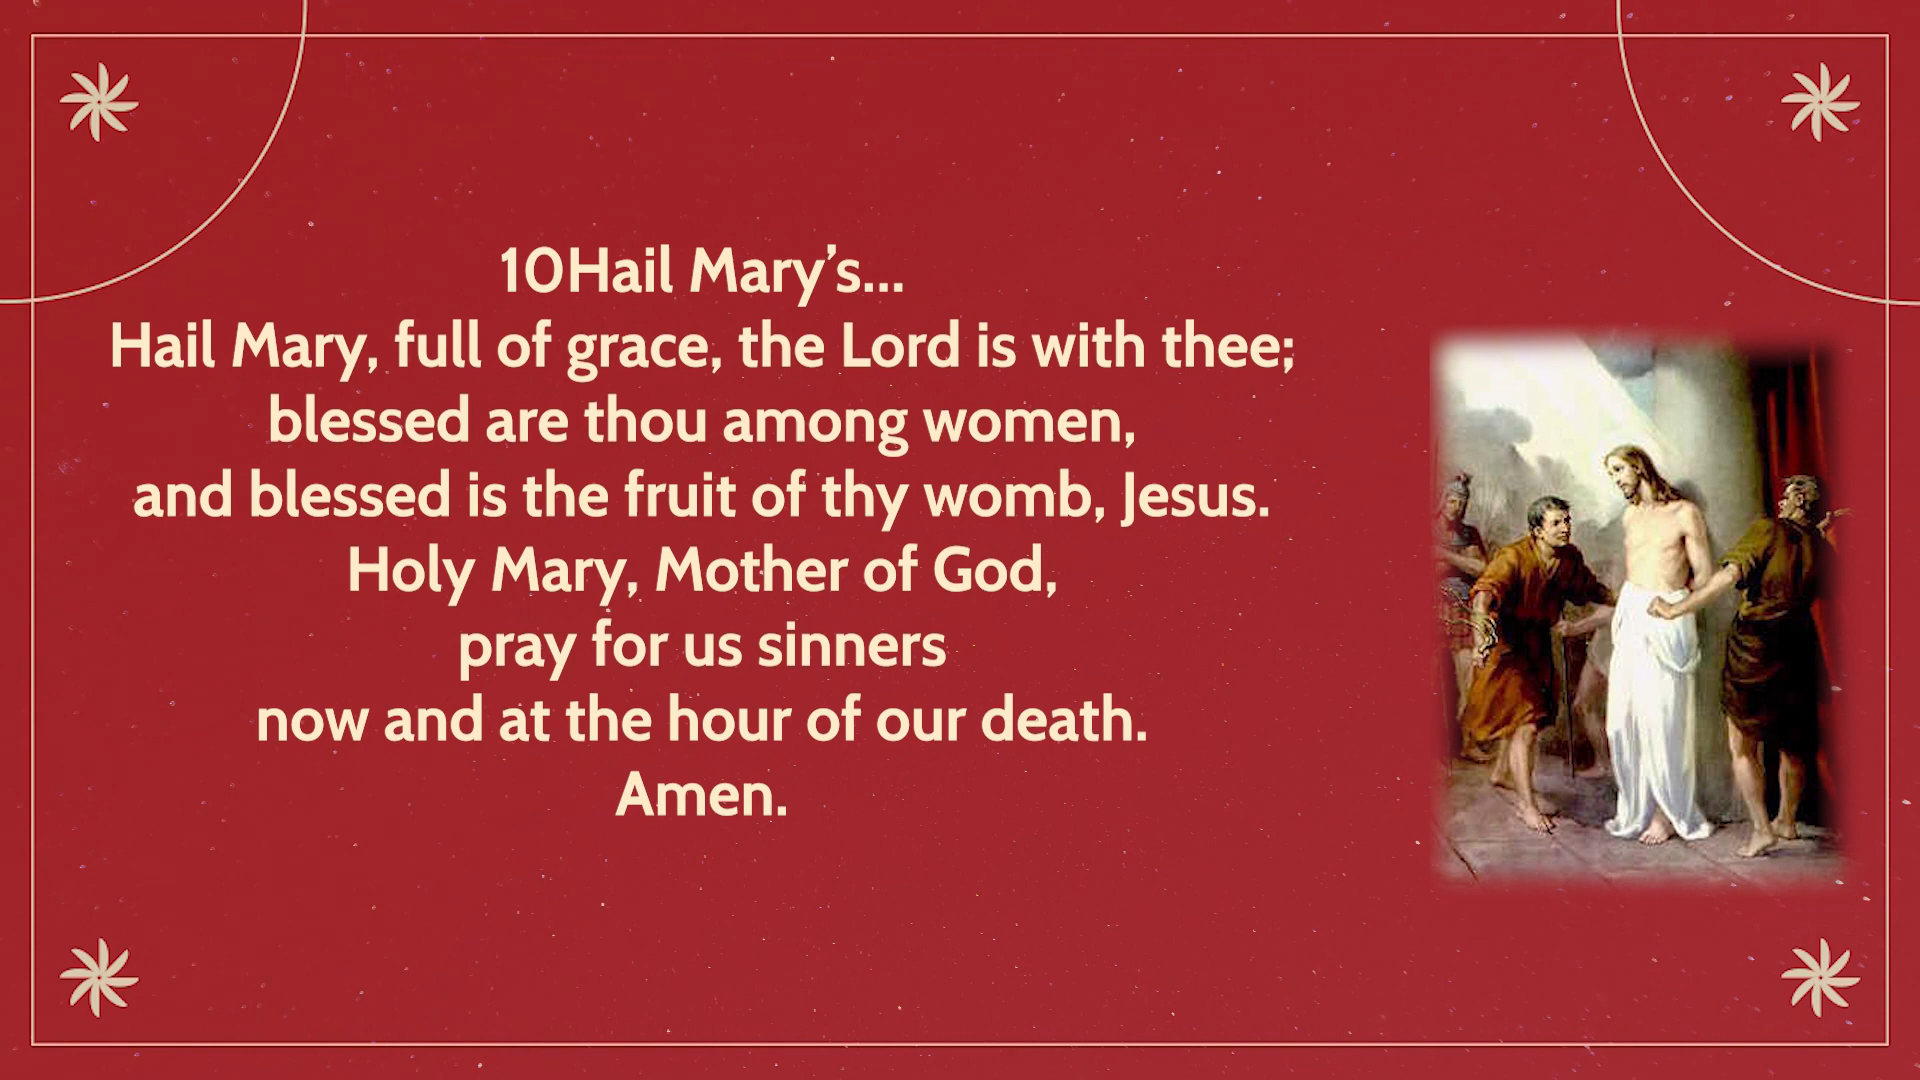 10Hail Mary’s...
Hail Mary, full of grace, the Lord is with thee;
blessed are thou among women,
and blessed is the fruit of thy womb, Jesus.
Holy Mary, Mother of God,
pray for us sinners
now and at the hour of our death.
Amen.